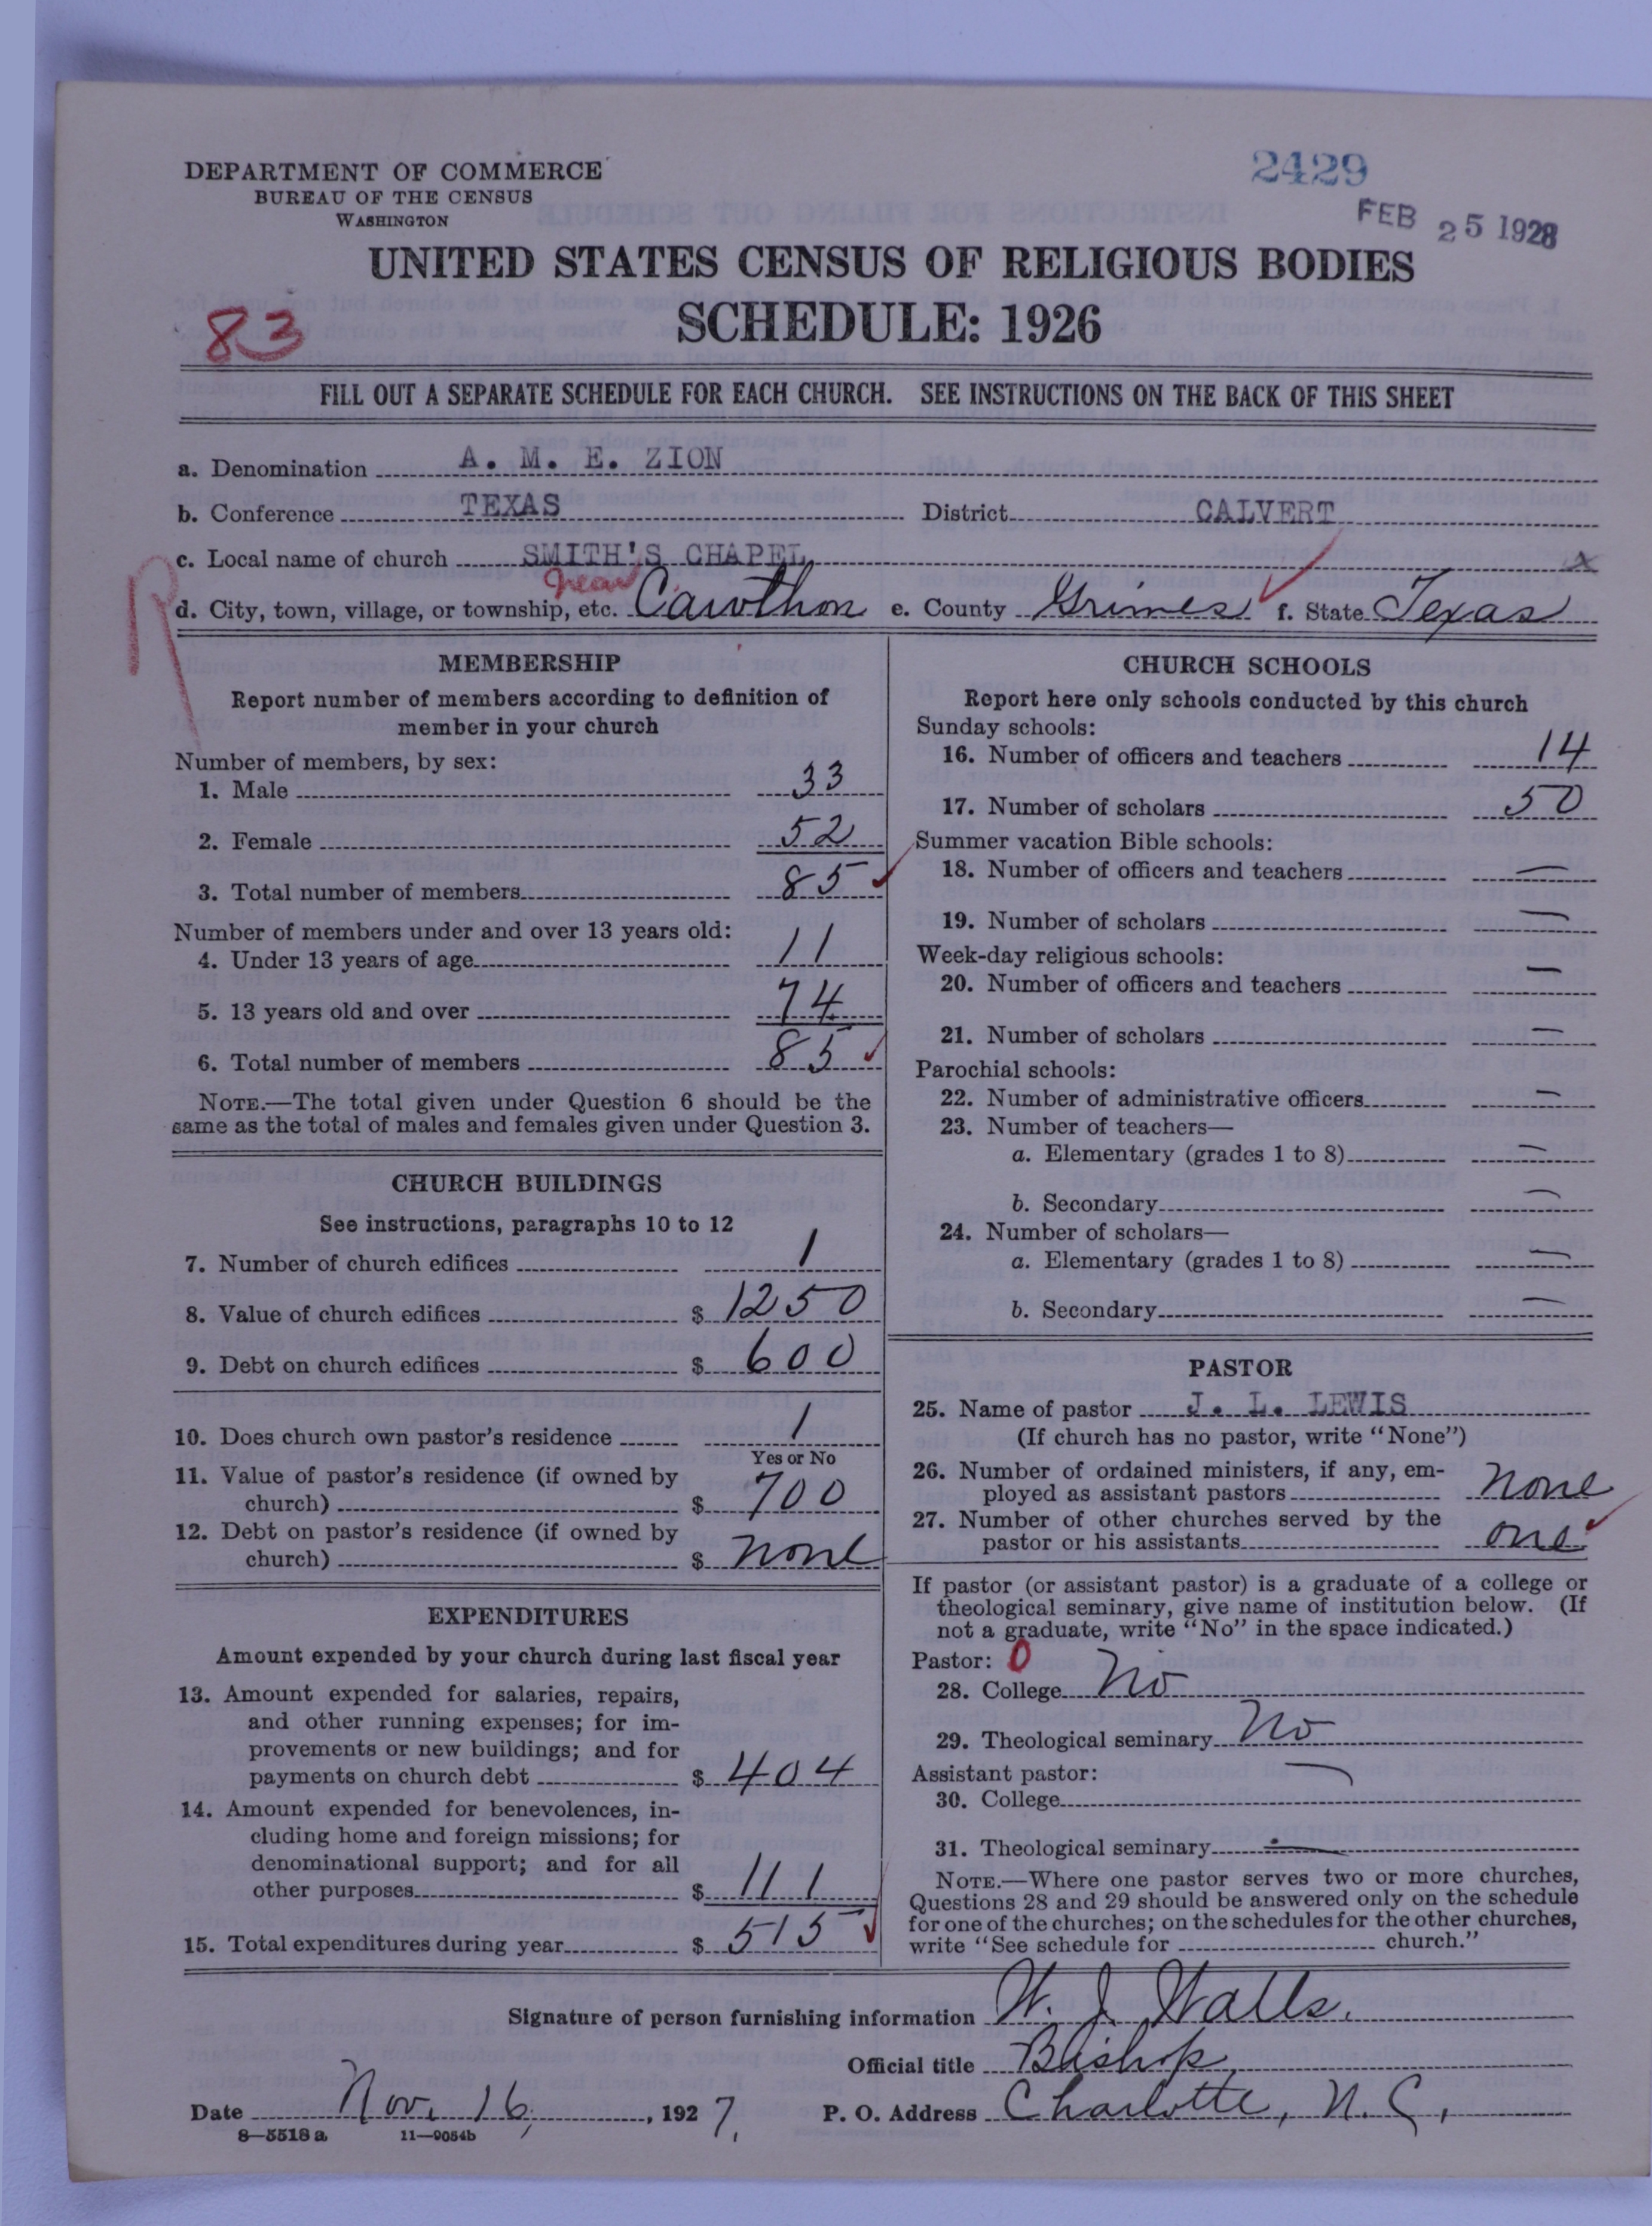 DEPARTMENT OF COMMERCE
BUREAU OF THE CENSUS
WASHINGTON
2429
FEB 25 1928
UNITED STATES CENSUS OF RELIGIOUS BODIES
SCHEDULE: 1926
83
FILL OUT A SEPARATE SCHEDULE FOR EACH CHURCH. SEE INSTRUCTIONS ON THE BACK OF THIS SHEET
a. Denomination A. M. E. ZION
b. Conference TEXAS District CALVERT
c. Local name of church SMITH'S CHAPEL x
near
d. City, town, village, or township, etc. Cawthon e. County Grimes f. State Texas
R
MEMBERSHIP
Report number of members according to definition of
member in your church
Number of members, by sex:
1. Male 33
2. Female 52
3. Total number of members 85
Number of members under and over 13 years old:
4. Under 13 years of age 11
5. 13 years old and over 74
6. Total number of members 85
NOTE.—The total given under Question 6 should be the
same as the total of males and females given under Question 3.
CHURCH BUILDINGS
See instructions, paragraphs 10 to 12
7. Number of church edifices 1
8. Value of church edifices $ 1250
9. Debt on church edifices $ 600
10. Does church own pastor's residence 1
Yes or No
11. Value of pastor's residence (if owned by
church) $ 700
12. Debt on pastor's residence (if owned by
church) $ none
EXPENDITURES
Amount expended by your church during last fiscal year
13. Amount expended for salaries, repairs,
and other running expenses; for im-
provements or new buildings; and for
payments on church debt $ 404
14. Amount expended for benevolences, in-
cluding home and foreign missions; for
denominational support; and for all
other purposes $ 111
15. Total expenditures during year $ 515
CHURCH SCHOOLS
Report here only schools conducted by this church
Sunday schools:
16. Number of officers and teachers 14
17. Number of scholars 50
Summer vacation Bible schools:
18. Number of officers and teachers —
19. Number of scholars —
Week-day religious schools:
20. Number of officers and teachers —
21. Number of scholars —
Parochial schools:
22. Number of administrative officers —
23. Number of teachers—
a. Elementary (grades 1 to 8) —
b. Secondary —
24. Number of scholars—
a. Elementary (grades 1 to 8) —
b. Secondary —
PASTOR
25. Name of pastor J. L. LEWIS
(If church has no pastor, write "None")
26. Number of ordained ministers, if any, em-
ployed as assistant pastors none
27. Number of other churches served by the
pastor or his assistants one
If pastor (or assistant pastor) is a graduate of a college or
theological seminary, give name of institution below. (If
not a graduate, write "No" in the space indicated.)
Pastor: 0
28. College No
29. Theological seminary No
Assistant pastor:
30. College —
31. Theological seminary —
NOTE.—Where one pastor serves two or more churches,
Questions 28 and 29 should be answered only on the schedule
for one of the churches; on the schedules for the other churches,
write "See schedule for church."
Signature of person furnishing information W. J. Walls.
Official title Bishop
Date Nov. 16, 1927. P. O. Address Charlotte, N. C.
8—5518a 11—9054b